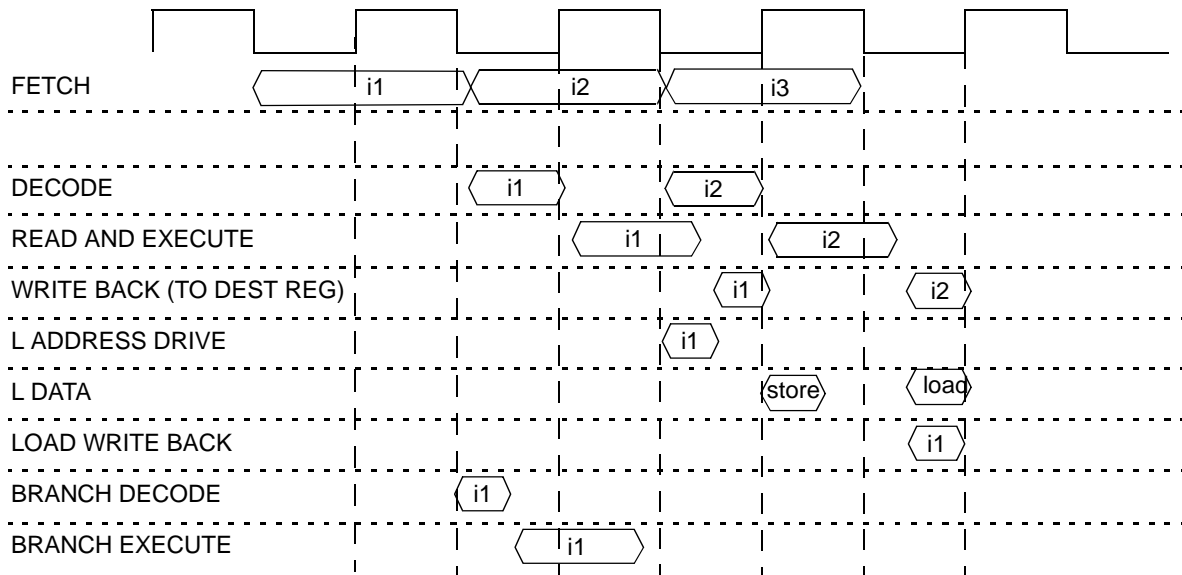 FETCH i1 i2 i3
DECODE i1 i2
READ AND EXECUTE i1 i2
WRITE BACK (TO DEST REG) i1 i2
L ADDRESS DRIVE i1
L DATA store load
LOAD WRITE BACK i1
BRANCH DECODE i1
BRANCH EXECUTE i1